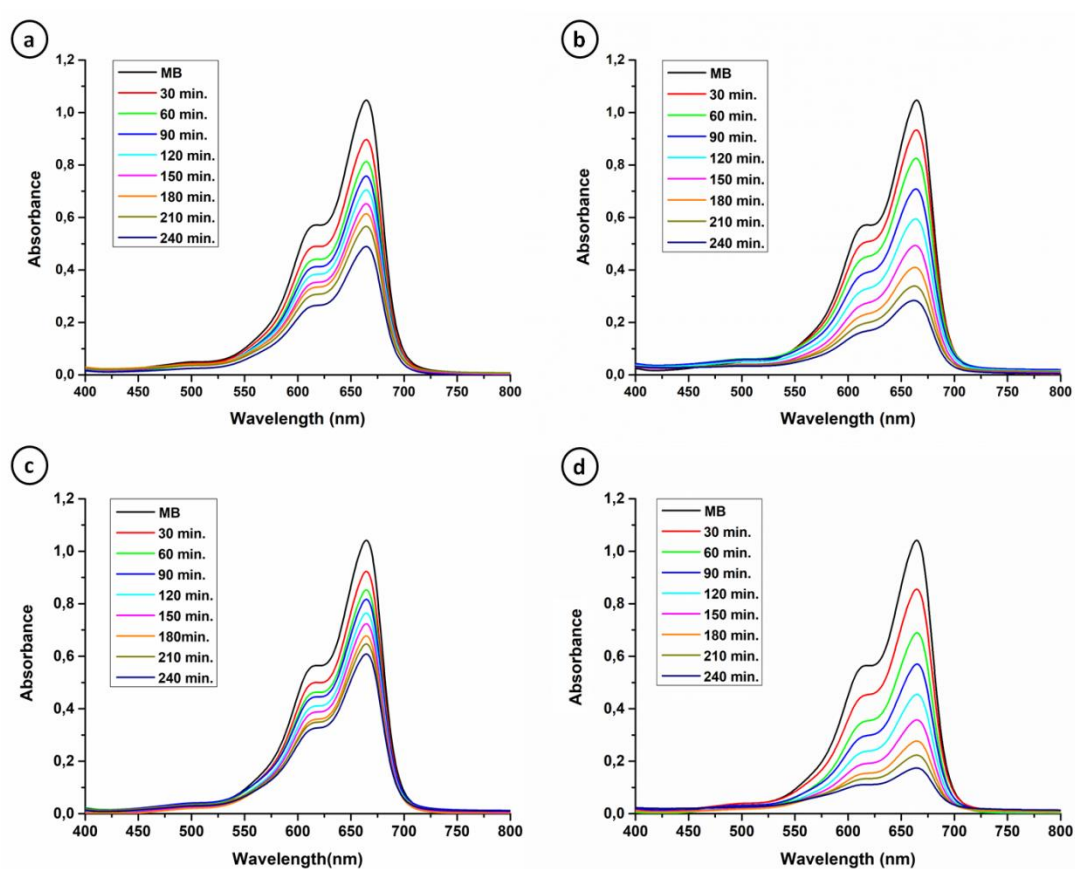 a
1,2
1,0
0,8
0,6
0,4
0,2
0,0
Absorbance
MB
30 min.
60 min.
90 min.
120 min.
150 min.
180 min.
210 min.
240 min.
400 450 500 550 600 650 700 750 800
Wavelength (nm)
b
1,2
1,0
0,8
0,6
0,4
0,2
0,0
Absorbance
MB
30 min.
60 min.
90 min.
120 min.
150 min.
180 min.
210 min.
240 min.
400 450 500 550 600 650 700 750 800
Wavelength (nm)
c
1,2
1,0
0,8
0,6
0,4
0,2
0,0
Absorbance
MB
30 min.
60 min.
90 min.
120 min.
150 min.
180min.
210 min.
240 min.
400 450 500 550 600 650 700 750 800
Wavelength(nm)
d
1,2
1,0
0,8
0,6
0,4
0,2
0,0
Absorbance
MB
30 min.
60 min.
90 min.
120 min.
150 min.
180 min.
210 min.
240 min.
400 450 500 550 600 650 700 750 800
Wavelength (nm)